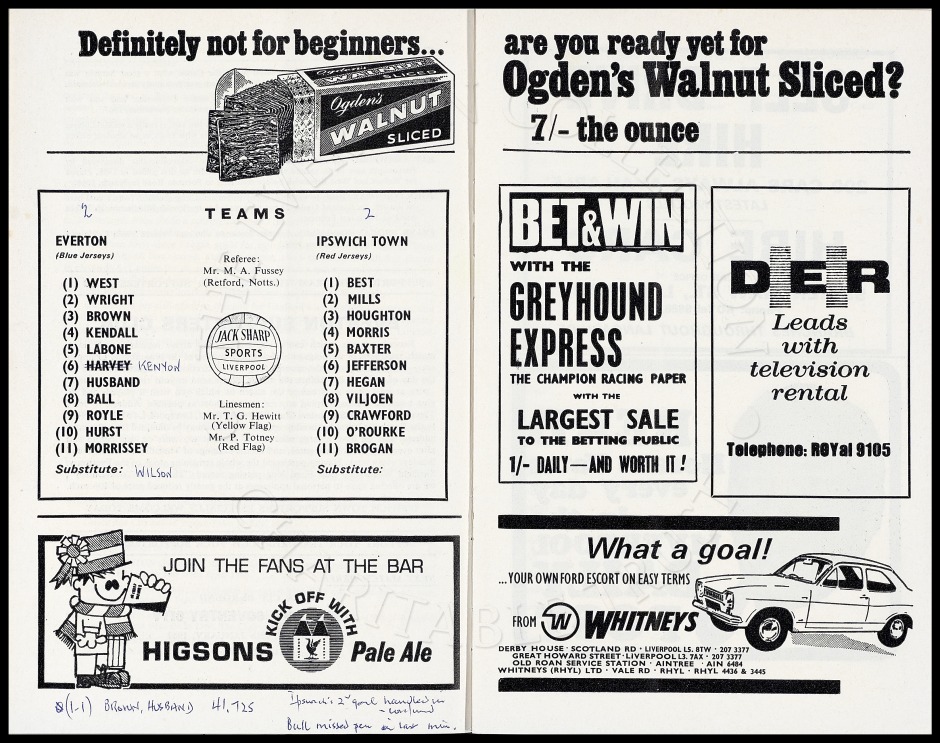 Definitely not for beginners...
Ogden's
WALNUT
SLICED
Ogden's
WALNUT
SLICED
2 TEAMS 2
EVERTON
(Blue Jerseys)
(1) WEST
(2) WRIGHT
(3) BROWN
(4) KENDALL
(5) LABONE
(6) HARVEY KENYON
(7) HUSBAND
(8) BALL
(9) ROYLE
(10) HURST
(11) MORRISSEY
Substitute: WILSON
Referee:
Mr. M. A. Fussey
(Retford, Notts.)
JACK SHARP
SPORTS
LIVERPOOL
Linesmen:
Mr. T. G. Hewitt
(Yellow Flag)
Mr. P. Totney
(Red Flag)
IPSWICH TOWN
(Red Jerseys)
(1) BEST
(2) MILLS
(3) HOUGHTON
(4) MORRIS
(5) BAXTER
(6) JEFFERSON
(7) HEGAN
(8) VILJOEN
(9) CRAWFORD
(10) O'ROURKE
(11) BROGAN
Substitute:
JOIN THE FANS AT THE BAR
KICK OFF WITH
HIGSONS Pale Ale
(1-1) BROWN, HUSBAND 41,725
Ipswich's 2nd goal handled in
Ball missed pen in last min.
are you ready yet for
Ogden's Walnut Sliced?
7/- the ounce
BET & WIN
WITH THE
GREYHOUND
EXPRESS
THE CHAMPION RACING PAPER
WITH THE
LARGEST SALE
TO THE BETTING PUBLIC
1/- DAILY—AND WORTH IT!
DER
Leads
with
television
rental
Telephone: ROYal 9105
What a goal!
...YOUR OWN FORD ESCORT ON EASY TERMS
FROM W WHITNEYS
DERBY HOUSE · SCOTLAND RD · LIVERPOOL L5. 8TW · 207 3377
GREAT HOWARD STREET · LIVERPOOL L3. 7AX · 207 3377
OLD ROAN SERVICE STATION · AINTREE · AIN 6484
WHITNEYS (RHYL) LTD · VALE RD · RHYL · RHYL 4436 & 3445